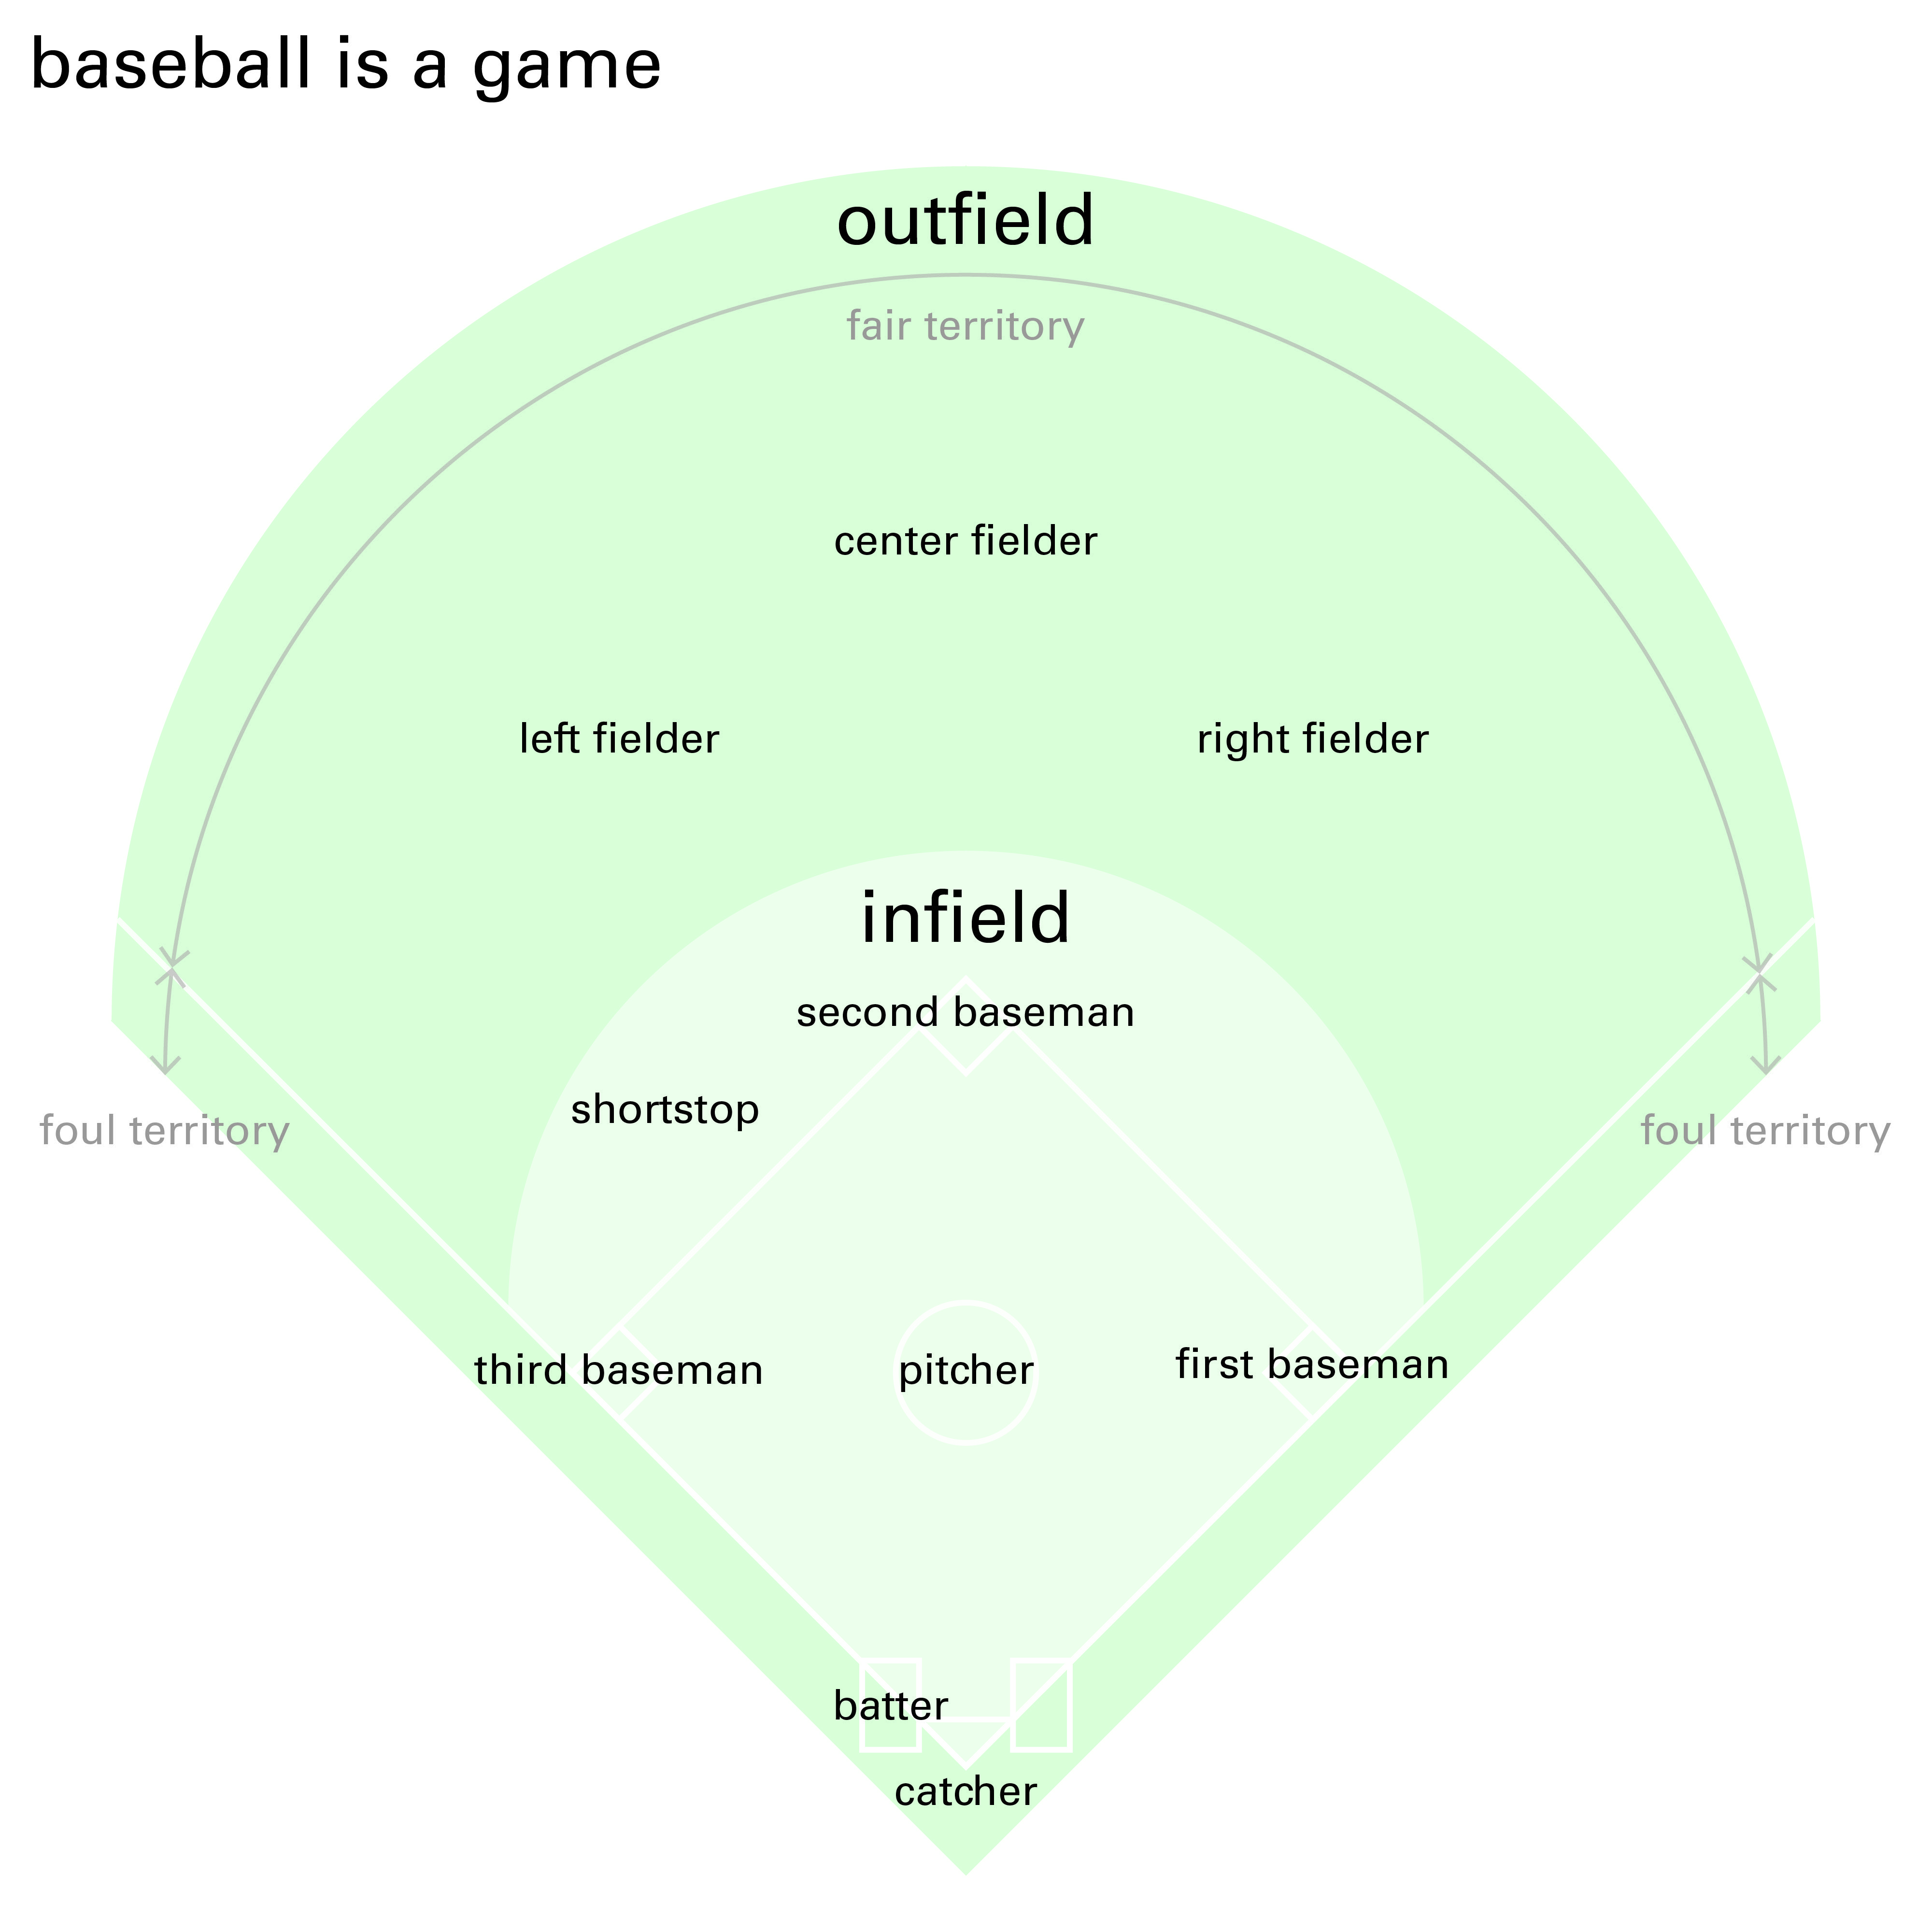 baseball is a game
outfield
fair territory
center fielder
left fielder
right fielder
infield
second baseman
shortstop
foul territory
foul territory
third baseman
pitcher
first baseman
batter
catcher